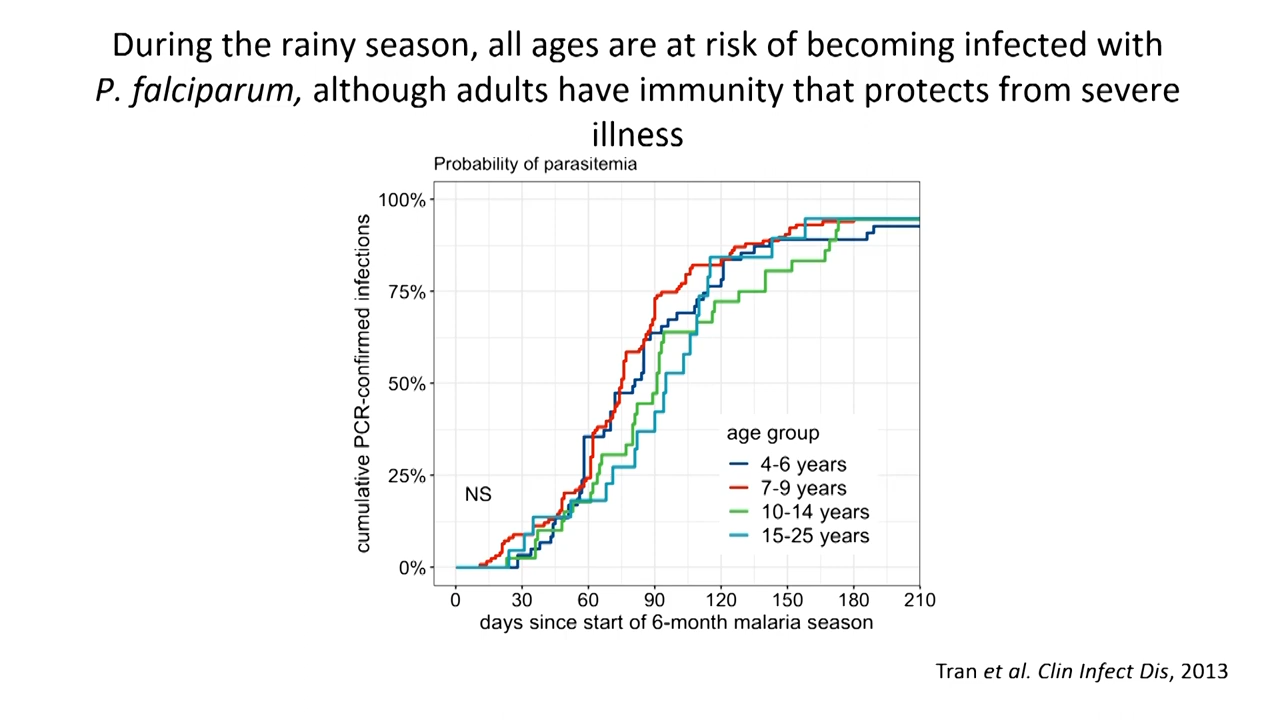 During the rainy season, all ages are at risk of becoming infected with
P. falciparum, although adults have immunity that protects from severe
illness
Probability of parasitemia
cumulative PCR-confirmed infections
100%
75%
50%
25%
0%
NS
age group
4-6 years
7-9 years
10-14 years
15-25 years
0 30 60 90 120 150 180 210
days since start of 6-month malaria season
Tran et al. Clin Infect Dis, 2013